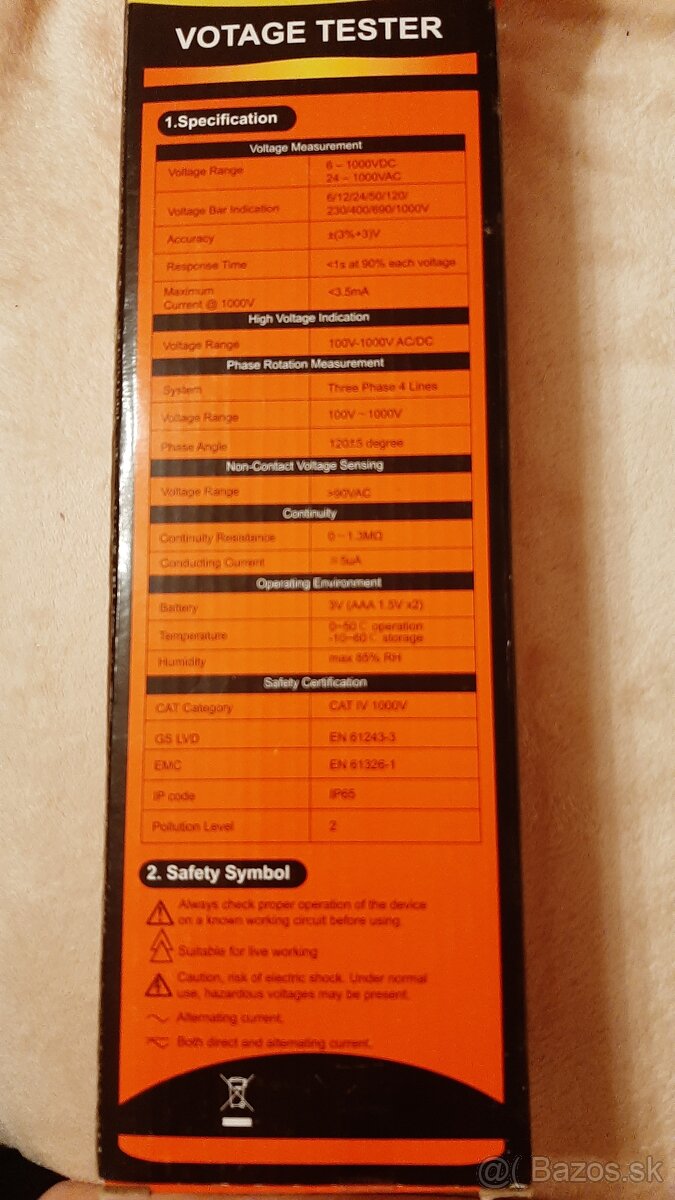 VOTAGE TESTER
1.Specification
Voltage Measurement
Voltage Range 6 ~ 1000VDC
24 ~ 1000VAC
Voltage Bar Indication 6/12/24/50/120/
230/400/690/1000V
Accuracy ±(3%+3)V
Response Time <1s at 90% each voltage
Maximum
Current @ 1000V <3.5mA
High Voltage Indication
Voltage Range 100V-1000V AC/DC
Phase Rotation Measurement
System Three Phase 4 Lines
Voltage Range 100V ~ 1000V
Phase Angle 120±5 degree
Non-Contact Voltage Sensing
Voltage Range >90VAC
Continuity
Continuity Resistance 0 ~ 1.3MΩ
Conducting Current 5uA
Operating Environment
Battery 3V (AAA 1.5V x2)
Temperature 0~50℃ operation
-10~60℃ storage
Humidity max 85% RH
Safety Certification
CAT Category CAT IV 1000V
GS LVD EN 61243-3
EMC EN 61326-1
IP code IP65
Pollution Level 2
2. Safety Symbol
Always check proper operation of the device
on a known working circuit before using.
Suitable for live working
Caution, risk of electric shock. Under normal
use, hazardous voltages may be present.
Alternating current.
Both direct and alternating current.
@( Bazos.sk